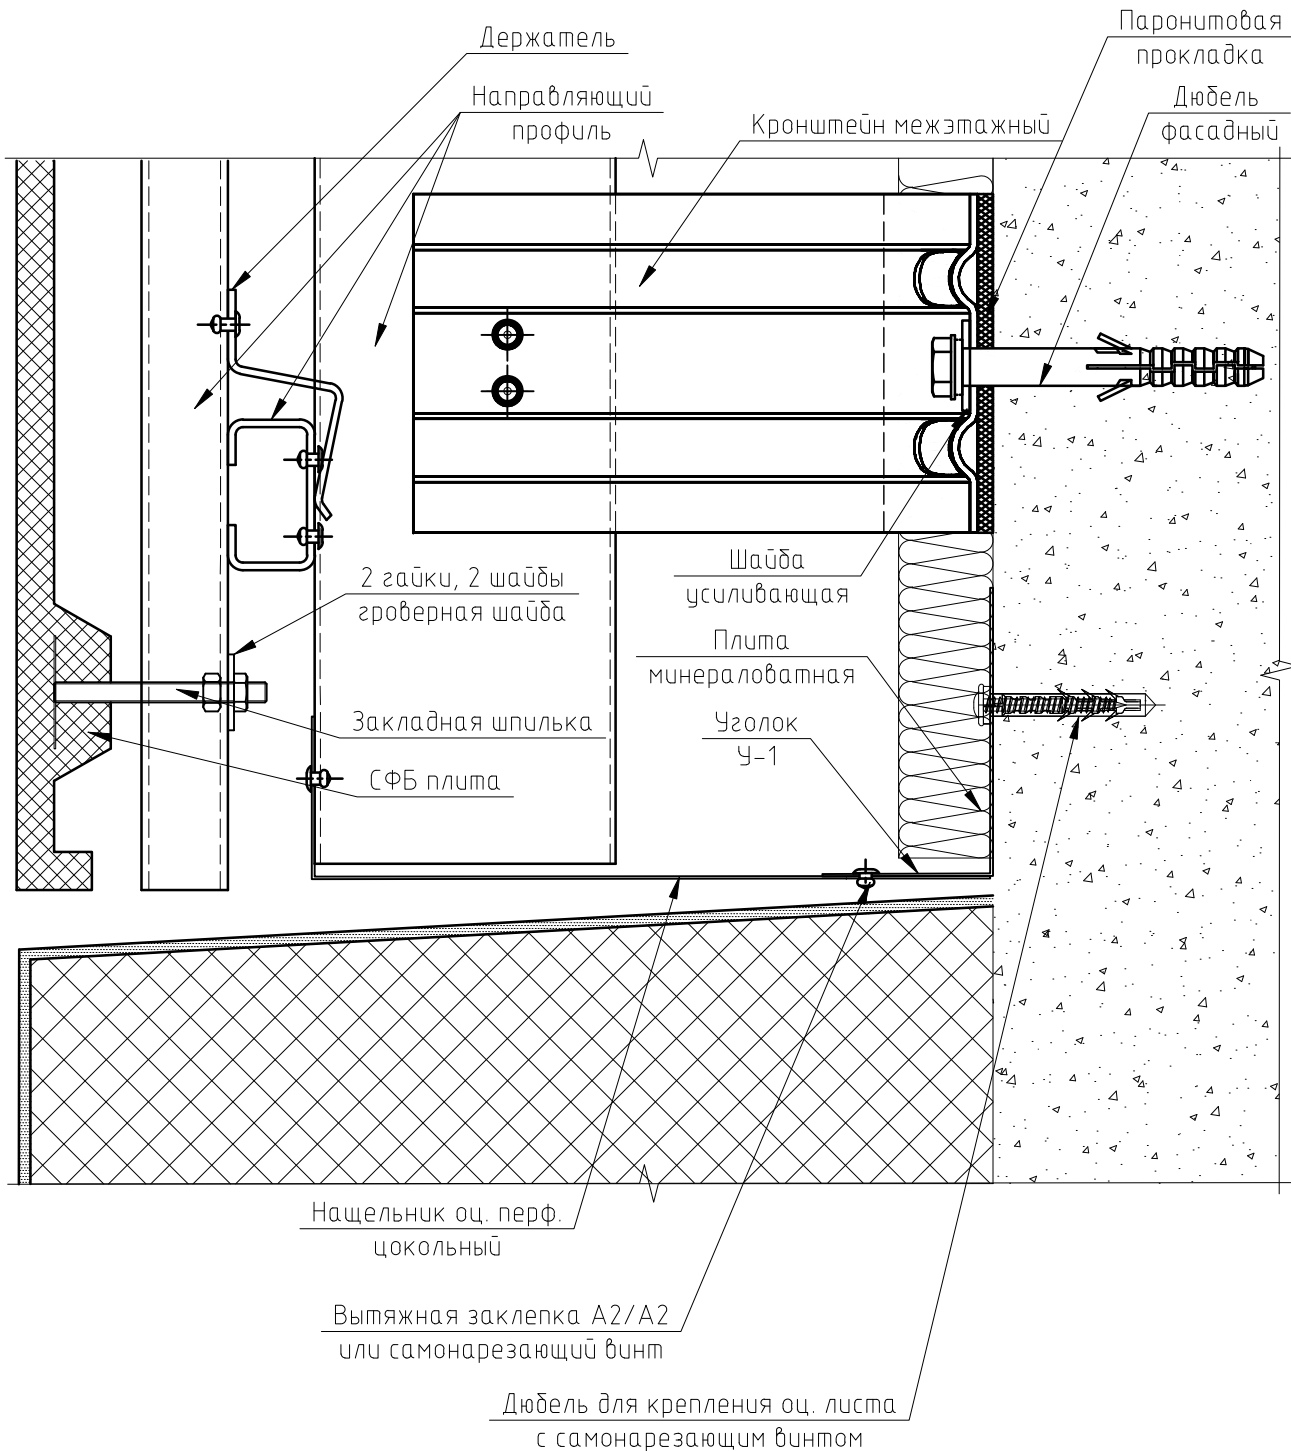 Держатель
Направляющий
профиль
Кронштейн межэтажный
Паронитовая
прокладка
Дюбель
фасадный
2 гайки, 2 шайбы
гроверная шайба
Шайба
усиливающая
Плита
минераловатная
Закладная шпилька
Уголок
У-1
СФБ плита
Нащельник оц. перф.
цокольный
Вытяжная заклепка А2/А2
или самонарезающий винт
Дюбель для крепления оц. листа
с самонарезающим винтом